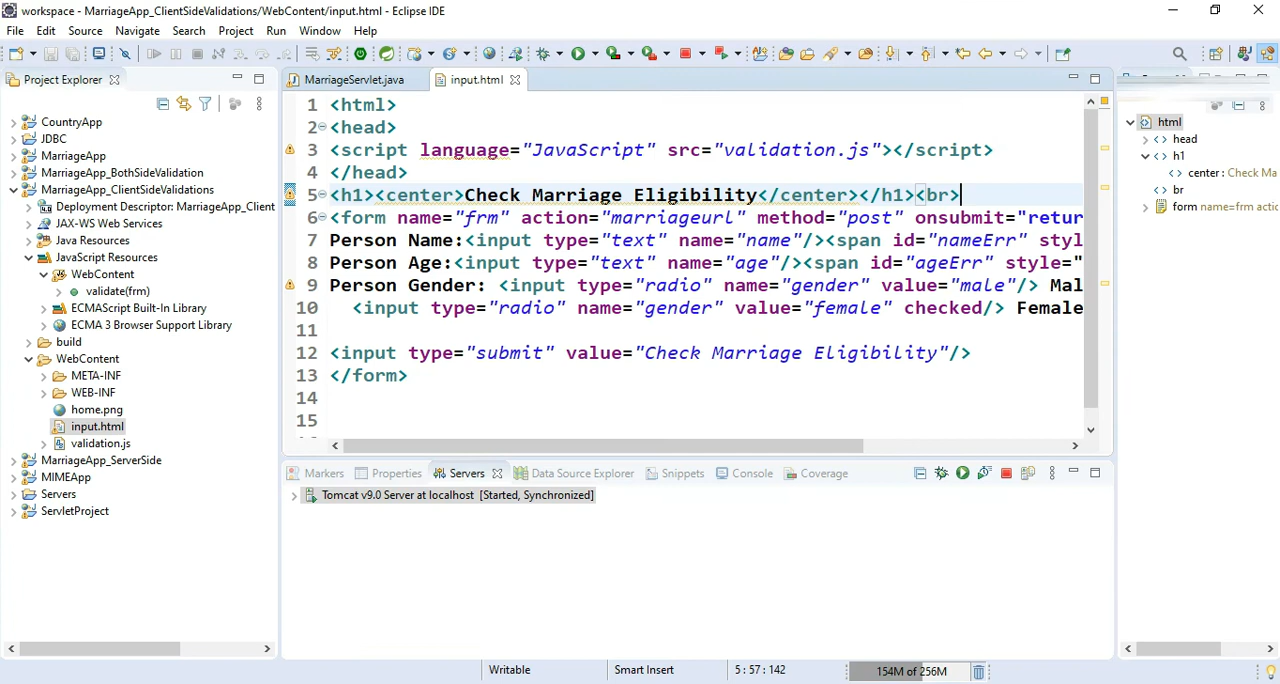 workspace - MarriageApp_ClientSideValidations/WebContent/input.html - Eclipse IDE
File Edit Source Navigate Search Project Run Window Help
Project Explorer
CountryApp
JDBC
MarriageApp
MarriageApp_BothSideValidation
MarriageApp_ClientSideValidations
Deployment Descriptor: MarriageApp_Client
JAX-WS Web Services
Java Resources
JavaScript Resources
WebContent
validate(frm)
ECMAScript Built-In Library
ECMA 3 Browser Support Library
build
WebContent
META-INF
WEB-INF
home.png
input.html
validation.js
MarriageApp_ServerSide
MIMEApp
Servers
ServletProject
MarriageServlet.java input.html
1 <html>
2 <head>
3 <script language="JavaScript" src="validation.js"></script>
4 </head>
5 <h1><center>Check Marriage Eligibility</center></h1><br>
6 <form name="frm" action="marriageurl" method="post" onsubmit="retur
7 Person Name:<input type="text" name="name"/><span id="nameErr" styl
8 Person Age:<input type="text" name="age"/><span id="ageErr" style="
9 Person Gender: <input type="radio" name="gender" value="male"/> Mal
10 <input type="radio" name="gender" value="female" checked/> Female
11
12 <input type="submit" value="Check Marriage Eligibility"/>
13 </form>
14
15
Markers Properties Servers Data Source Explorer Snippets Console Coverage
Tomcat v9.0 Server at localhost [Started, Synchronized]
html
head
h1
center : Check Ma
br
form name=frm actio
Writable Smart Insert 5 : 57 : 142 154M of 256M